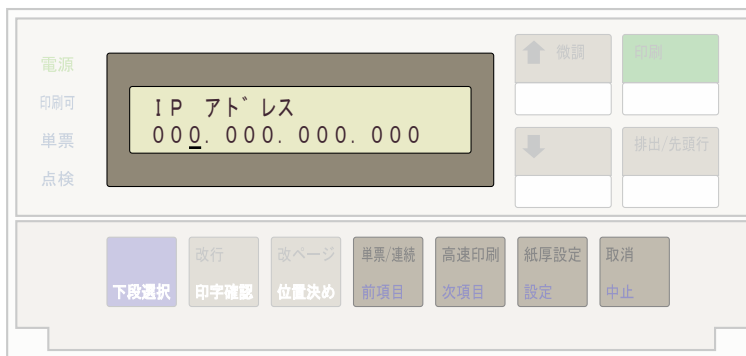 電源
印刷可
単票
点検
IP アドレス
000.000.000.000
微調
印刷
排出/先頭行
下段選択
改行
印字確認
改ページ
位置決め
単票/連続
前項目
高速印刷
次項目
紙厚設定
設定
取消
中止